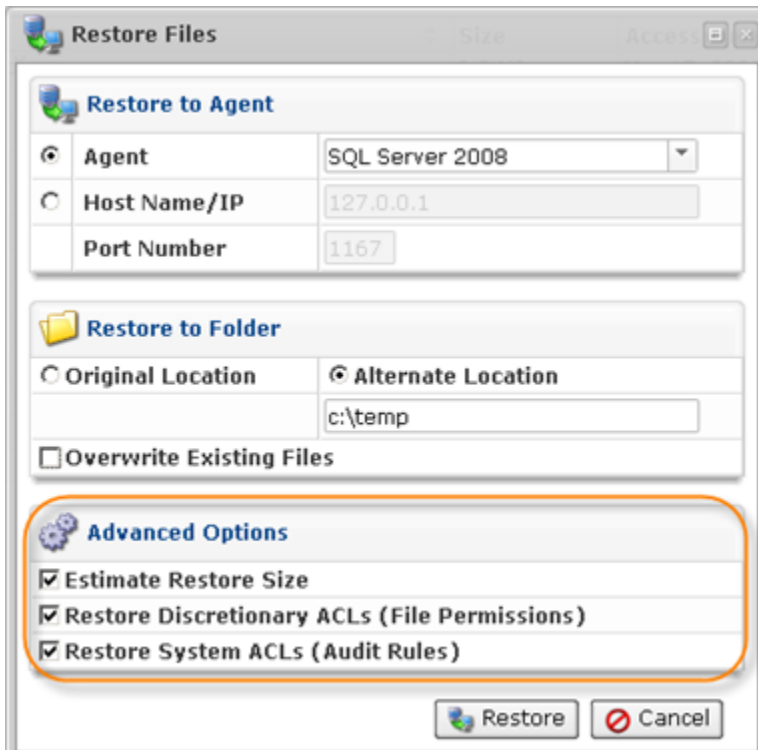 Restore Files
Size Access
Restore to Agent
Agent SQL Server 2008
Host Name/IP 127.0.0.1
Port Number 1167
Restore to Folder
Original Location Alternate Location
c:\temp
Overwrite Existing Files
Advanced Options
Estimate Restore Size
Restore Discretionary ACLs (File Permissions)
Restore System ACLs (Audit Rules)
Restore Cancel